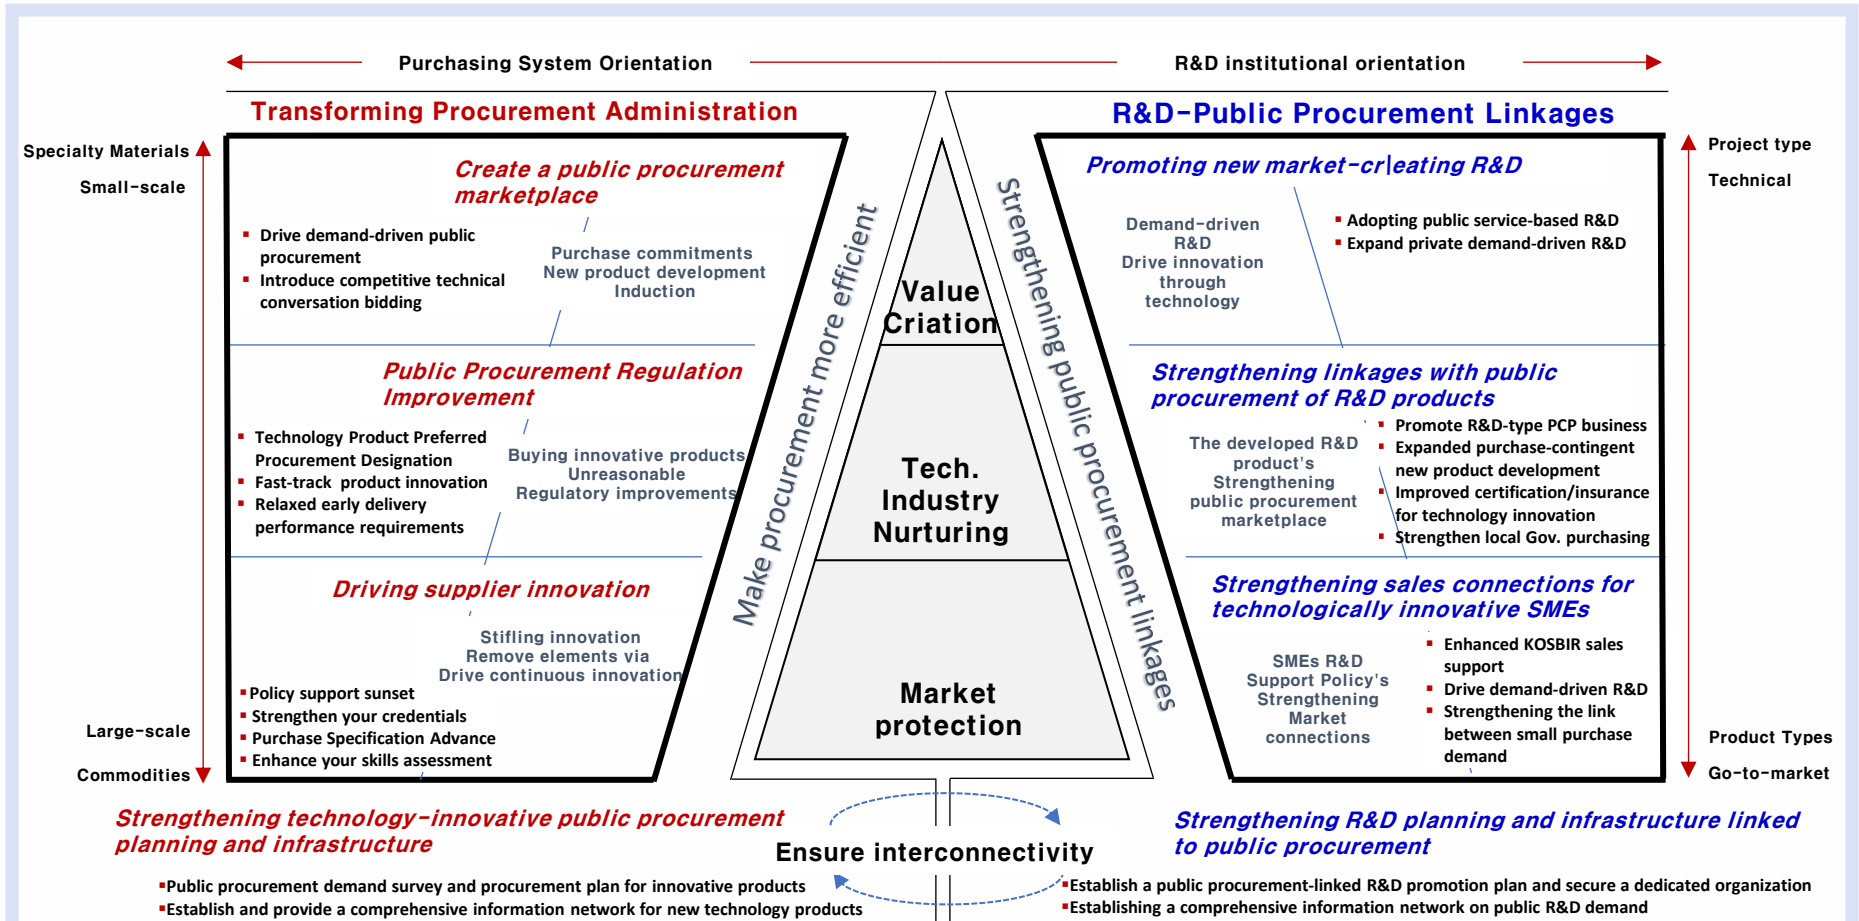 Purchasing System Orientation
R&D institutional orientation
Transforming Procurement Administration
R&D-Public Procurement Linkages
Specialty Materials
Small-scale
Large-scale
Commodities
Create a public procurement
marketplace
▪ Drive demand-driven public
procurement
▪ Introduce competitive technical
conversation bidding
Purchase commitments
New product development
Induction
Public Procurement Regulation
Improvement
▪ Technology Product Preferred
Procurement Designation
▪ Fast-track product innovation
▪ Relaxed early delivery
performance requirements
Buying innovative products
Unreasonable
Regulatory improvements
Driving supplier innovation
Stifling innovation
Remove elements via
Drive continuous innovation
▪ Policy support sunset
▪ Strengthen your credentials
▪ Purchase Specification Advance
▪ Enhance your skills assessment
Make procurement more efficient
Value
Criation
Tech.
Industry
Nurturing
Market
protection
Strengthening public procurement linkages
Promoting new market-cr|eating R&D
Demand-driven
R&D
Drive innovation
through
technology
▪ Adopting public service-based R&D
▪ Expand private demand-driven R&D
Strengthening linkages with public
procurement of R&D products
The developed R&D
product's
Strengthening
public procurement
marketplace
▪ Promote R&D-type PCP business
▪ Expanded purchase-contingent
new product development
▪ Improved certification/insurance
for technology innovation
▪ Strengthen local Gov. purchasing
Strengthening sales connections for
technologically innovative SMEs
SMEs R&D
Support Policy's
Strengthening
Market
connections
▪ Enhanced KOSBIR sales
support
▪ Drive demand-driven R&D
▪ Strengthening the link
between small purchase
demand
Project type
Technical
Product Types
Go-to-market
Strengthening technology-innovative public procurement
planning and infrastructure
▪Public procurement demand survey and procurement plan for innovative products
▪Establish and provide a comprehensive information network for new technology products
Ensure interconnectivity
Strengthening R&D planning and infrastructure linked
to public procurement
▪Establish a public procurement-linked R&D promotion plan and secure a dedicated organization
▪Establishing a comprehensive information network on public R&D demand